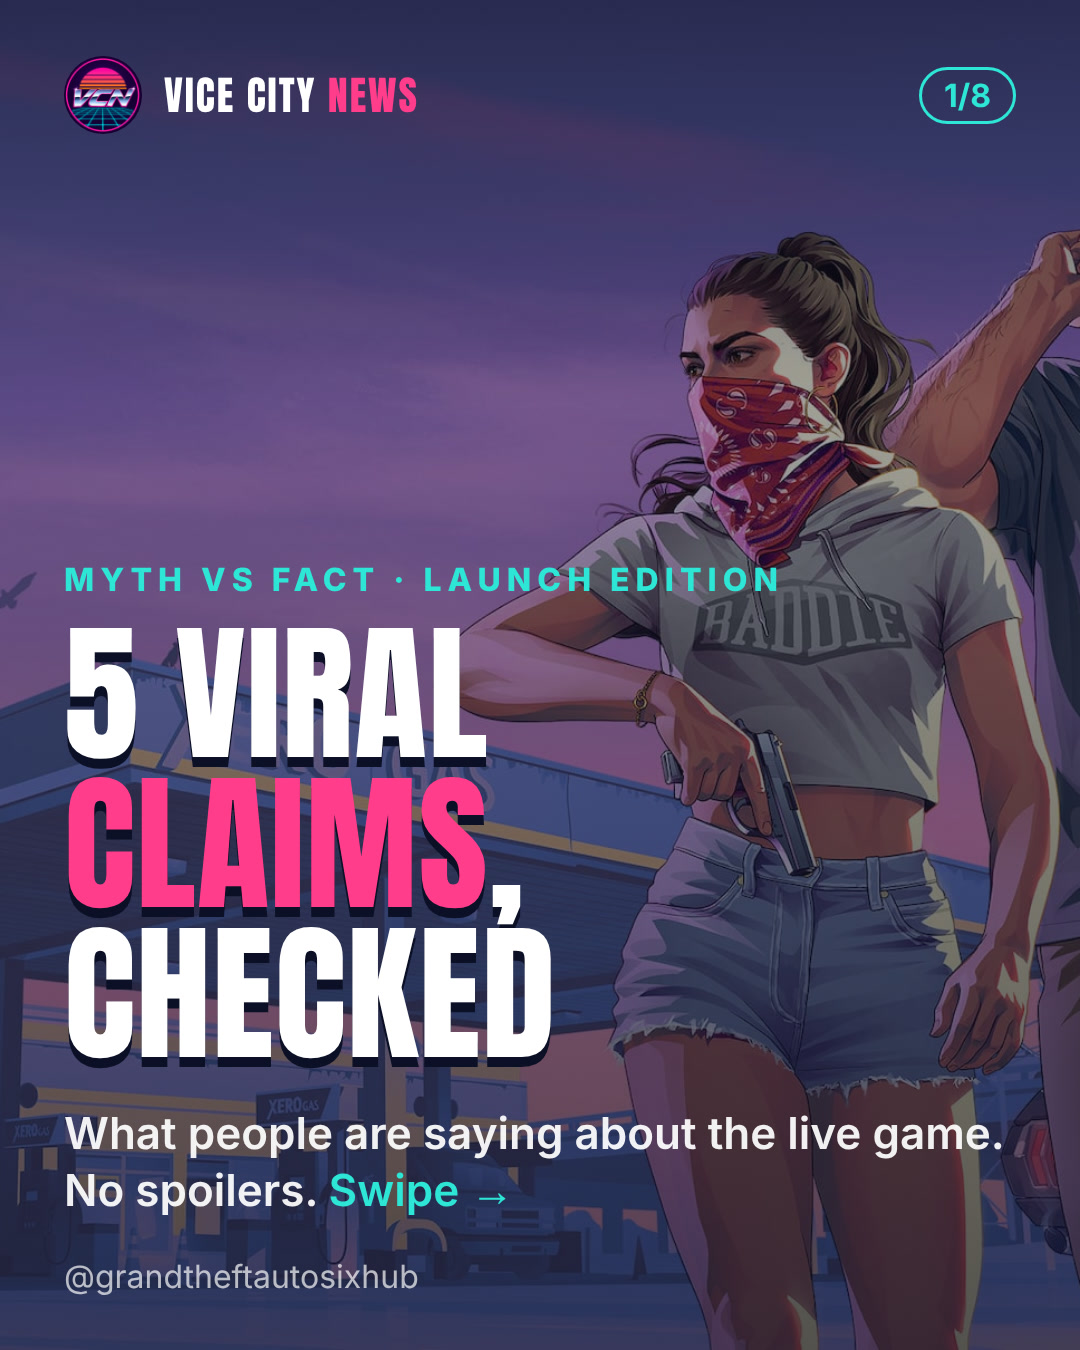 VCN
VICE CITY NEWS
1/8
MYTH VS FACT · LAUNCH EDITION
BADDIE
5 VIRAL
CLAIMS,
CHECKED
XERO GAS
XERO GAS
What people are saying about the live game.
No spoilers. Swipe →
@grandtheftautosixhub